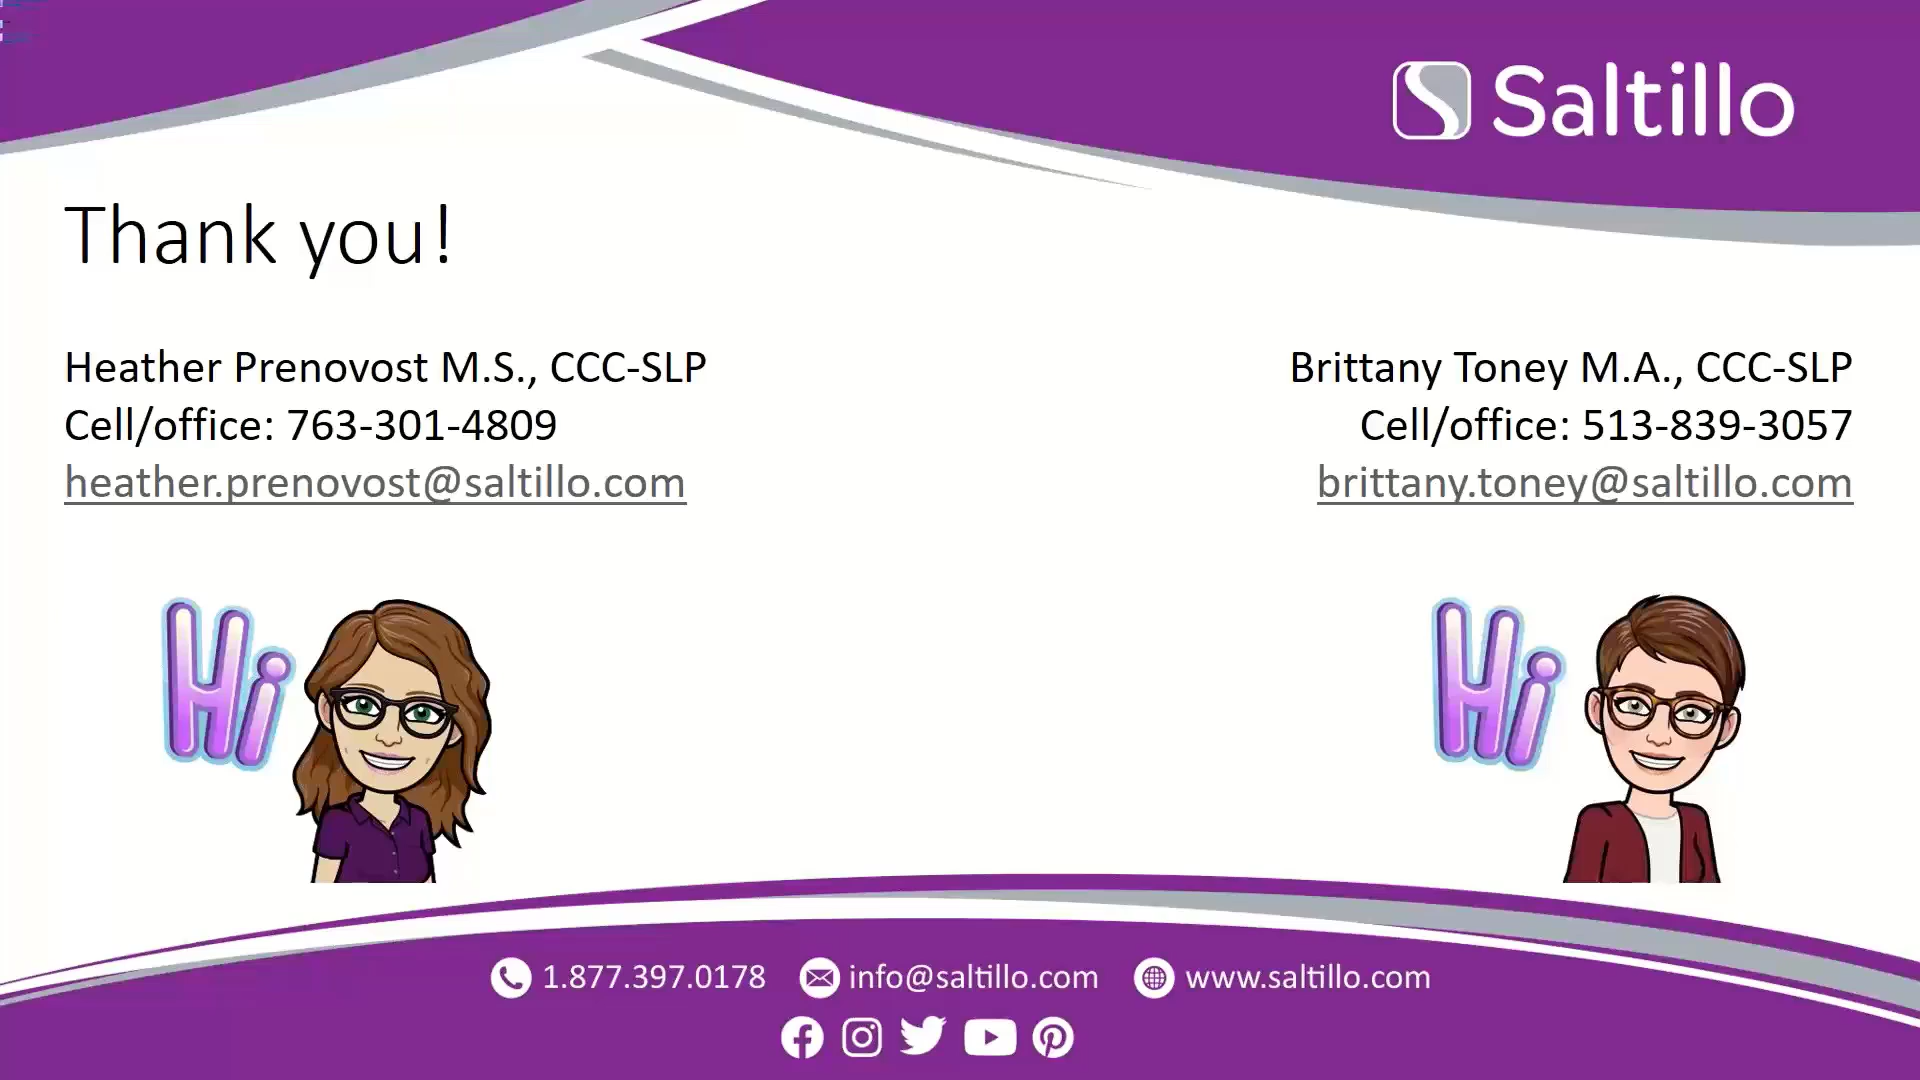 Saltillo
Thank you!
Heather Prenovost M.S., CCC-SLP
Cell/office: 763-301-4809
heather.prenovost@saltillo.com
Brittany Toney M.A., CCC-SLP
Cell/office: 513-839-3057
brittany.toney@saltillo.com
Hi
Hi
1.877.397.0178 info@saltillo.com www.saltillo.com